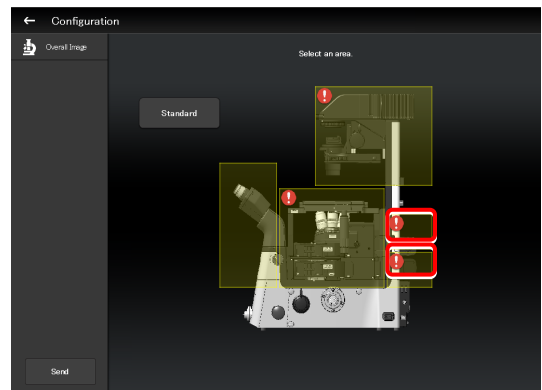 Configuration
Overall Image
Select an area.
Standard
Send